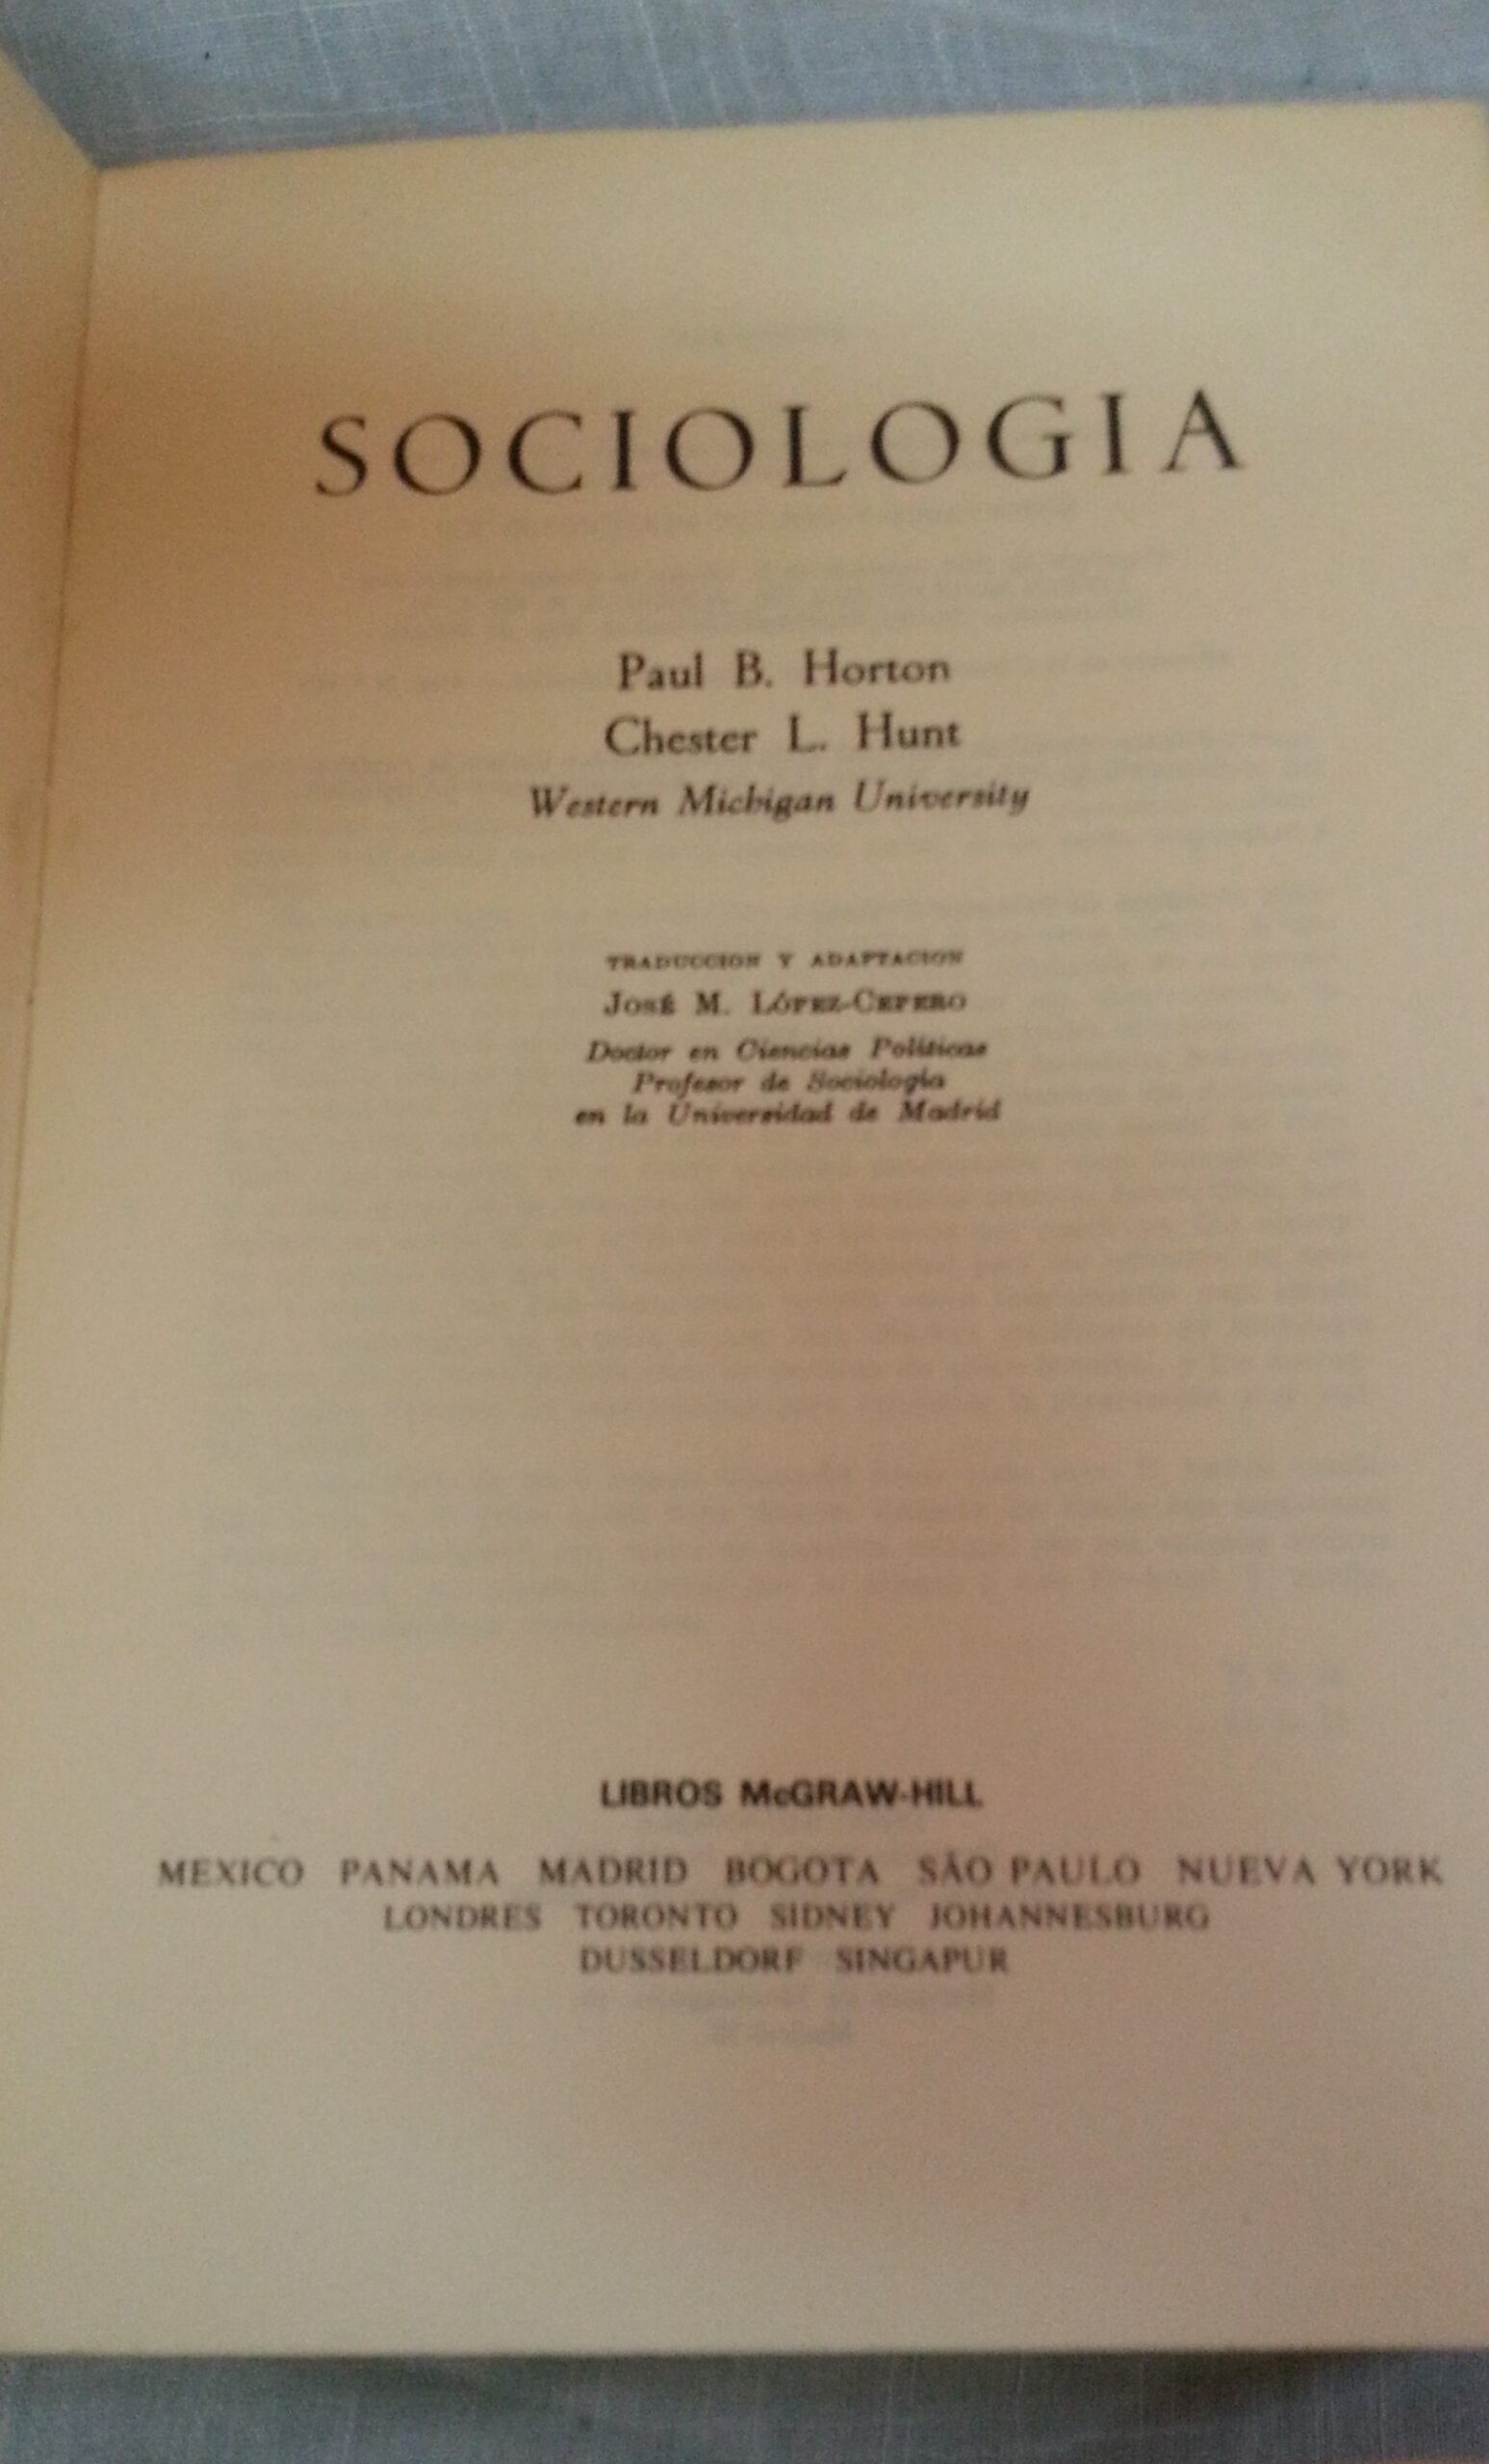 SOCIOLOGIA
Paul B. Horton
Chester L. Hunt
Western Michigan University
TRADUCCION Y ADAPTACION
JOSÉ M. LÓPEZ-CEPERO
Doctor en Ciencias Políticas
Profesor de Sociología
en la Universidad de Madrid
LIBROS McGRAW-HILL
MEXICO PANAMA MADRID BOGOTA SÃO PAULO NUEVA YORK
LONDRES TORONTO SIDNEY JOHANNESBURG
DUSSELDORF SINGAPUR